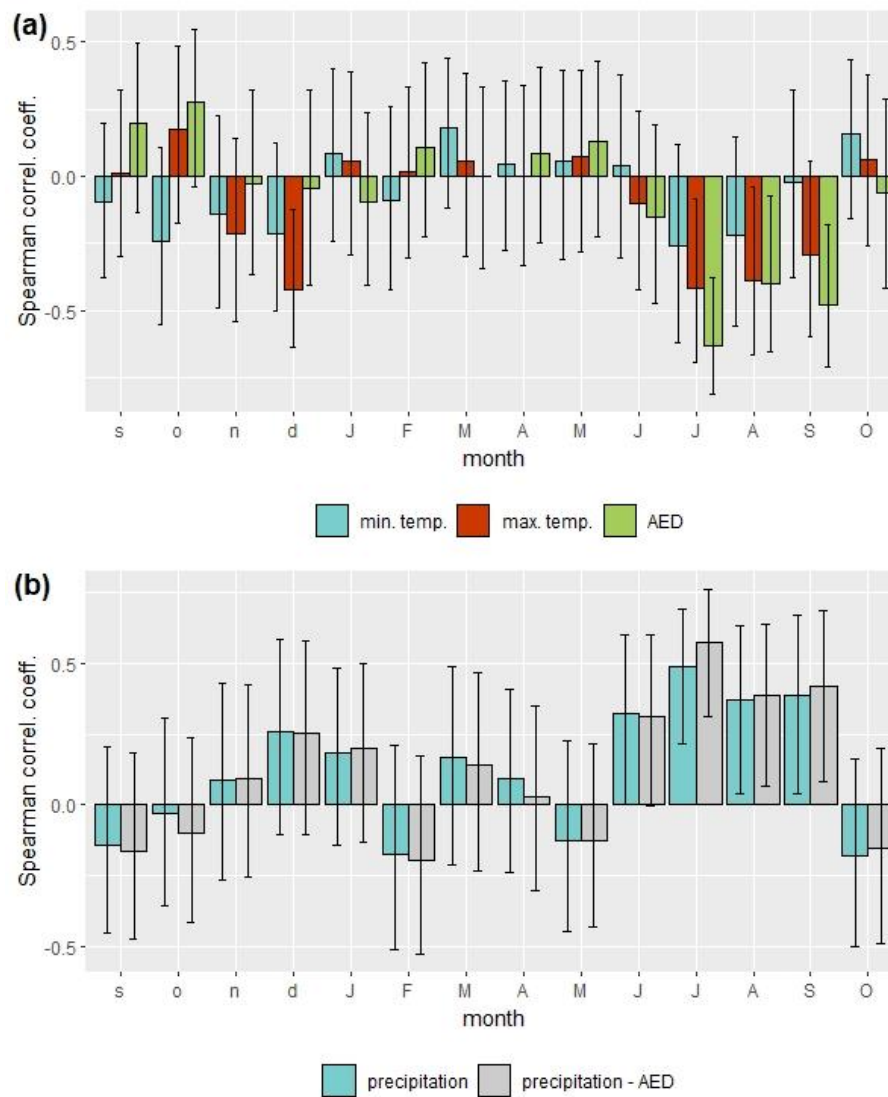 (a)
0.5
0.0
-0.5
Spearman correl. coeff.
s o n d J F M A M J J A S O
month
min. temp. max. temp. AED
(b)
0.5
0.0
-0.5
Spearman correl. coeff.
s o n d J F M A M J J A S O
month
precipitation precipitation - AED